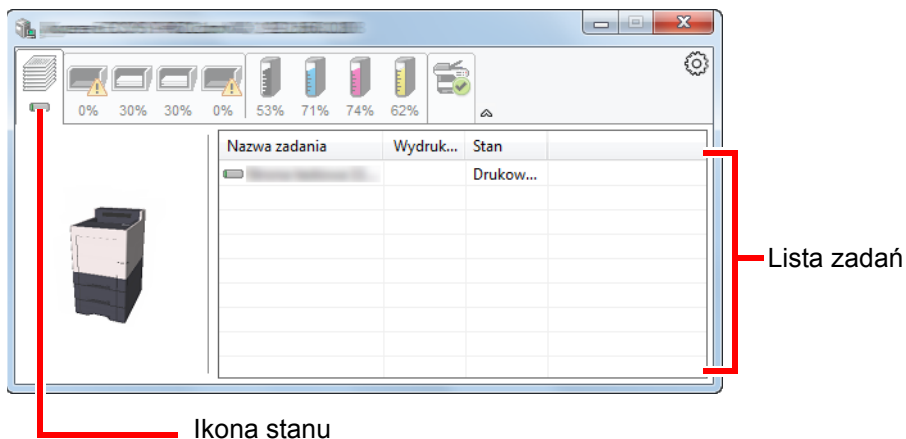 0% 30% 30% 0% 53% 71% 74% 62%
Nazwa zadania Wydruk... Stan
Drukow...
Lista zadań
Ikona stanu